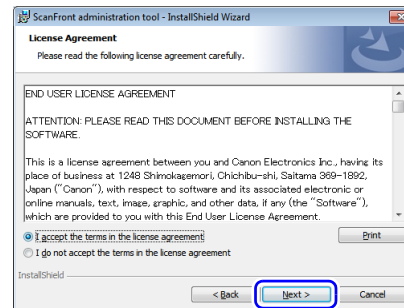 ScanFront administration tool - InstallShield Wizard
License Agreement
Please read the following license agreement carefully.
END USER LICENSE AGREEMENT
ATTENTION: PLEASE READ THIS DOCUMENT BEFORE INSTALLING THE
SOFTWARE.
This is a license agreement between you and Canon Electronics Inc., having its
place of business at 1248 Shimokagemori, Chichibu-shi, Saitama 369-1892,
Japan ("Canon"), with respect to software and its associated electronic or
online manuals, text, image, graphic, and other data, if any (the "Software"),
which are provided to you with this End User License Agreement.
I accept the terms in the license agreement
Print
I do not accept the terms in the license agreement
InstallShield
< Back
Next >
Cancel